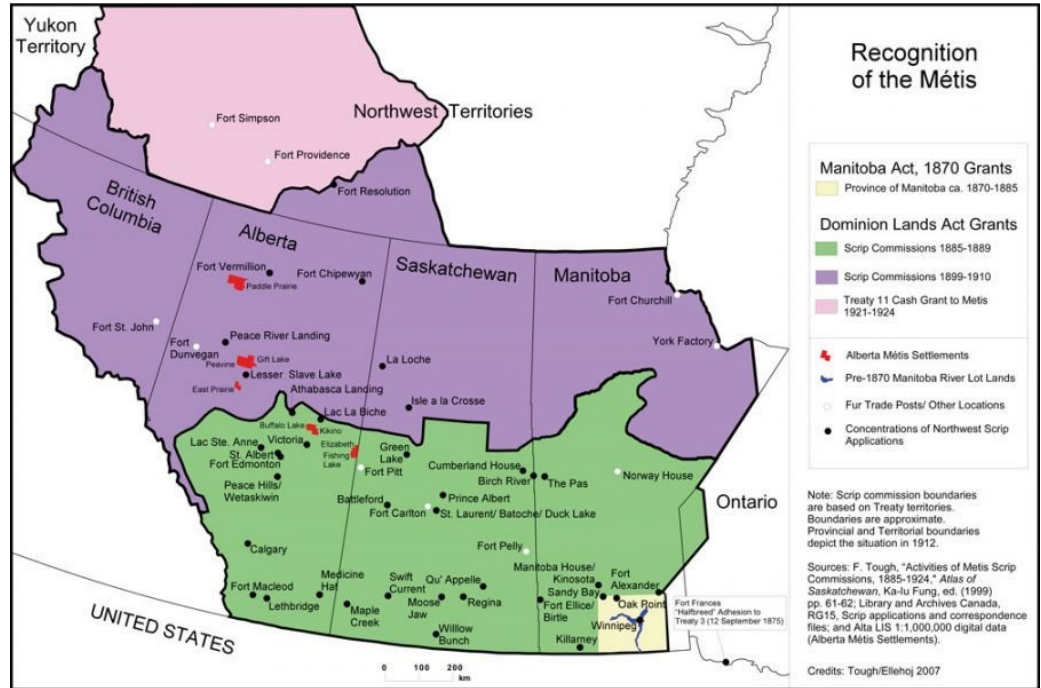 Yukon
Territory
Northwest Territories
Fort Simpson
Fort Providence
Fort Resolution
British
Columbia
Alberta
Saskatchewan
Manitoba
Fort Vermillion
Paddle Prairie
Fort Chipewyan
Fort Churchill
York Factory
Fort St. John
Fort
Dunvegan
Peace River Landing
Peavine
Gift Lake
Lesser Slave Lake
East Prairie
Athabasca Landing
La Loche
Isle a la Crosse
Lac La Biche
Buffalo Lake
Kikino
Lac Ste. Anne
Victoria
St. Albert
Fort Edmonton
Elizabeth
Fishing
Lake
Fort Pitt
Green
Lake
Peace Hills/
Wetaskiwin
Cumberland House
Birch River
The Pas
Norway House
Ontario
Battleford
Prince Albert
Fort Carlton
St. Laurent/ Batoche/ Duck Lake
Calgary
Fort Pelly
Manitoba House/
Kinosota
Fort
Alexander
Sandy Bay
Oak Point
Fort Ellice/
Birtle
Winnipeg
Killarney
Fort Macleod
Lethbridge
Medicine
Hat
Maple
Creek
Swift
Current
Moose
Jaw
Qu' Appelle
Regina
Willlow
Bunch
UNITED STATES
0 100 200
km
Fort Frances
"Halfbreed" Adhesion to
Treaty 3 (12 September 1875)
Recognition
of the Métis
Manitoba Act, 1870 Grants
Province of Manitoba ca. 1870-1885
Dominion Lands Act Grants
Scrip Commissions 1885-1889
Scrip Commissions 1899-1910
Treaty 11 Cash Grant to Metis
1921-1924
Alberta Métis Settlements
Pre-1870 Manitoba River Lot Lands
Fur Trade Posts/ Other Locations
Concentrations of Northwest Scrip
Applications
Note: Scrip commission boundaries
are based on Treaty territories.
Boundaries are approximate.
Provincial and Territorial boundaries
depict the situation in 1912.
Sources: F. Tough, "Activities of Metis Scrip
Commissions, 1885-1924," Atlas of
Saskatchewan, Ka-Iu Fung, ed. (1999)
pp. 61-62; Library and Archives Canada,
RG15, Scrip applications and correspondence
files; and Alta LIS 1:1,000,000 digital data
(Alberta Métis Settlements).
Credits: Tough/Ellehoj 2007